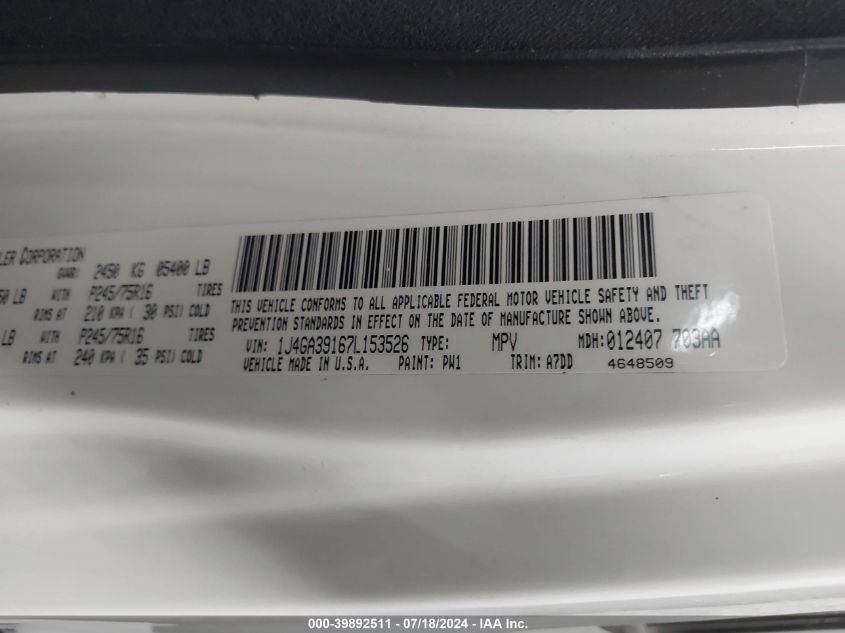 LER CORPORATION
GAWR: 2450 KG 05400 LB
50 LB WITH P245/75R16 TIRES
RIMS AT 210 KPA ( 30 PSI) COLD
LB WITH P245/75R16 TIRES
RIMS AT 240 KPA ( 35 PSI) COLD
THIS VEHICLE CONFORMS TO ALL APPLICABLE FEDERAL MOTOR VEHICLE SAFETY AND THEFT
PREVENTION STANDARDS IN EFFECT ON THE DATE OF MANUFACTURE SHOWN ABOVE.
VIN: 1J4GA39167L153526 TYPE: MPV MDH:012407 703AA
VEHICLE MADE IN U.S.A. PAINT: PW1 TRIM: A7DD 4648509
000-39892511 - 07/18/2024 - IAA Inc.